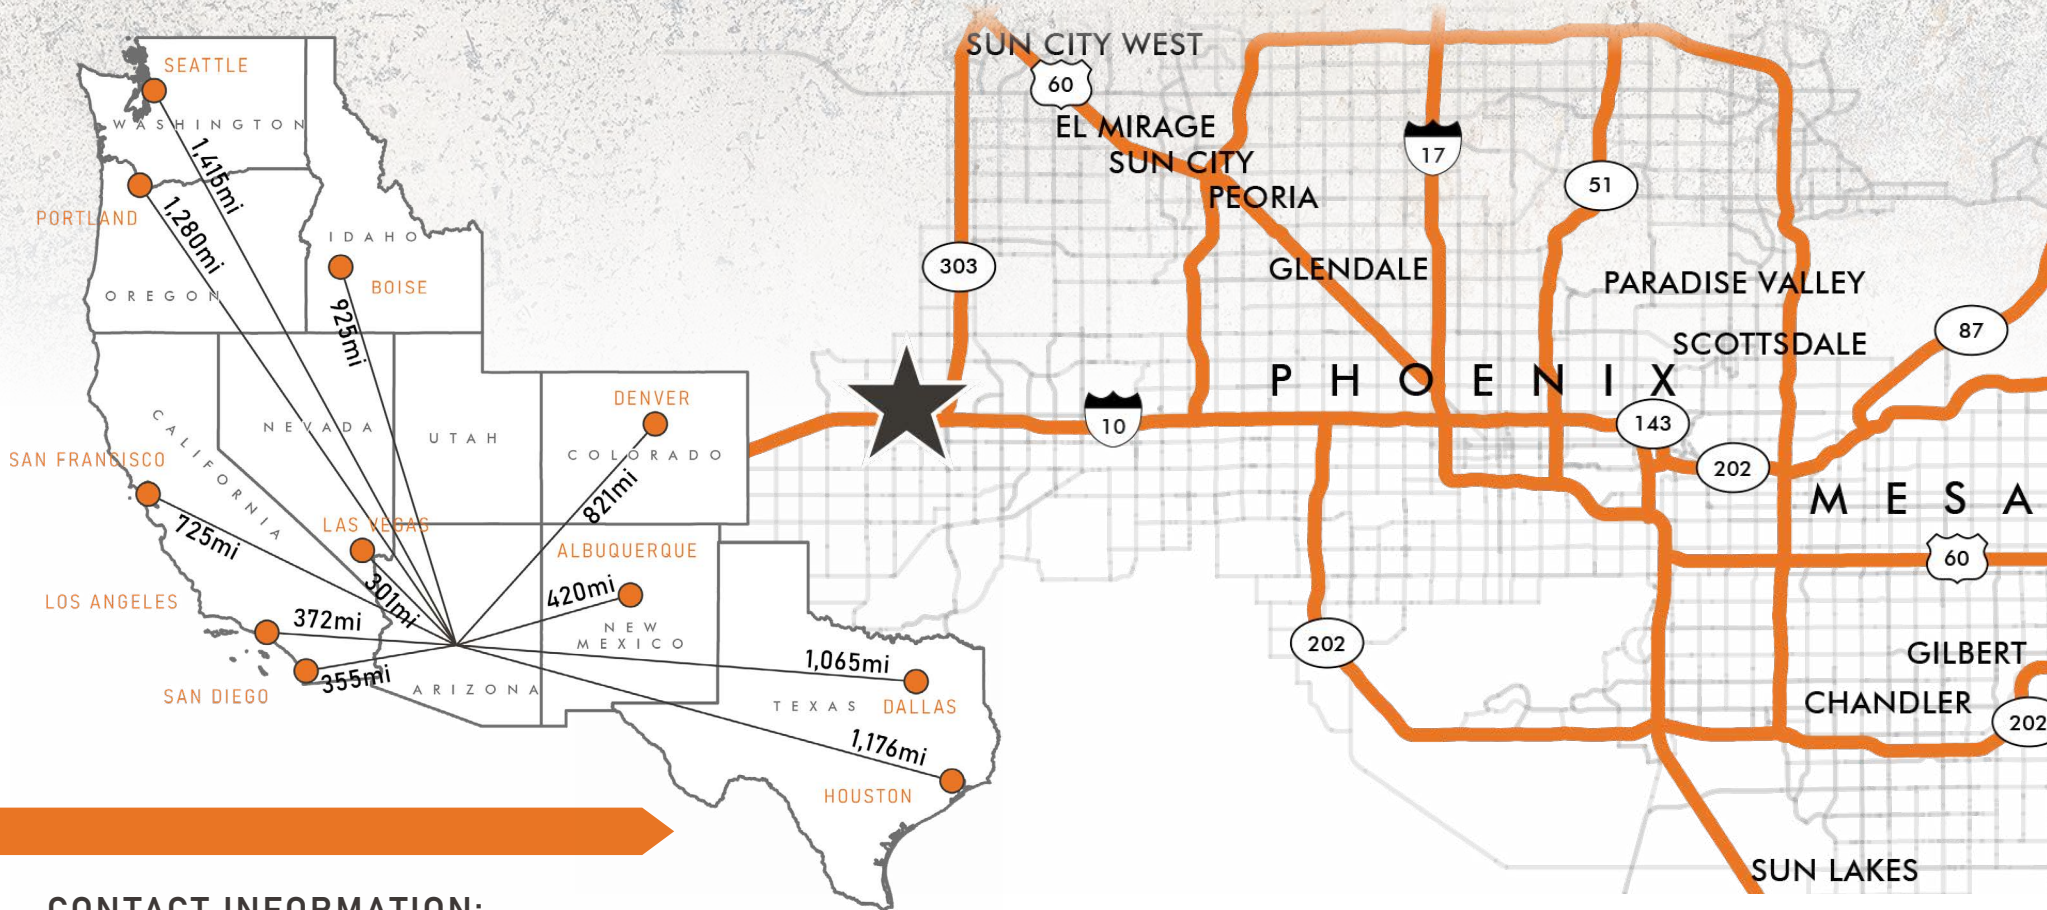 SEATTLE
WASHINGTON
1,415mi
PORTLAND
1,280mi
IDAHO
BOISE
OREGON
925mi
DENVER
CALIFORNIA
NEVADA
UTAH
COLORADO
SAN FRANCISCO
821mi
725mi
LAS VEGAS
ALBUQUERQUE
301mi
420mi
LOS ANGELES
372mi
NEW
MEXICO
1,065mi
355mi
SAN DIEGO
ARIZONA
TEXAS
DALLAS
1,176mi
HOUSTON
CONTACT INFORMATION:
SUN CITY WEST
60
EL MIRAGE
SUN CITY
17
51
PEORIA
303
GLENDALE
PARADISE VALLEY
87
SCOTTSDALE
PHOENIX
10
143
202
MESA
60
202
GILBERT
CHANDLER
202
SUN LAKES